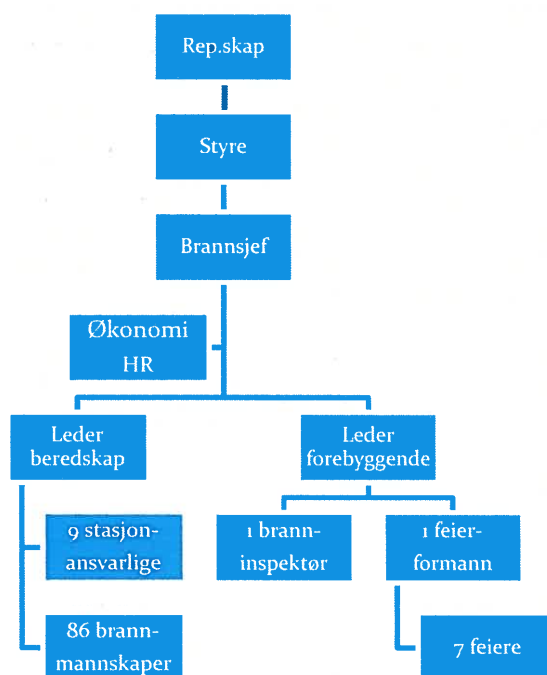 Rep.skap
Styre
Brannsjef
Økonomi
HR
Leder
beredskap
Leder
forebyggende
9 stasjon-
ansvarlige
1 brann-
inspektør
1 feier-
formann
86 brann-
mannskaper
7 feiere